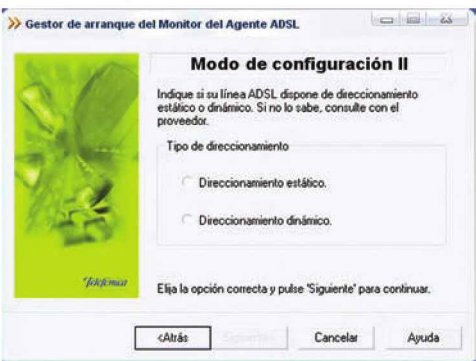 Gestor de arranque del Monitor del Agente ADSL
Modo de configuración II
Indique si su línea ADSL dispone de direccionamiento
estático o dinámico. Si no lo sabe, consulte con el
proveedor.
Tipo de direccionamiento
Direccionamiento estático.
Direccionamiento dinámico.
Telefónica
Elija la opción correcta y pulse 'Siguiente' para continuar.
<Atrás
Siguiente>
Cancelar
Ayuda